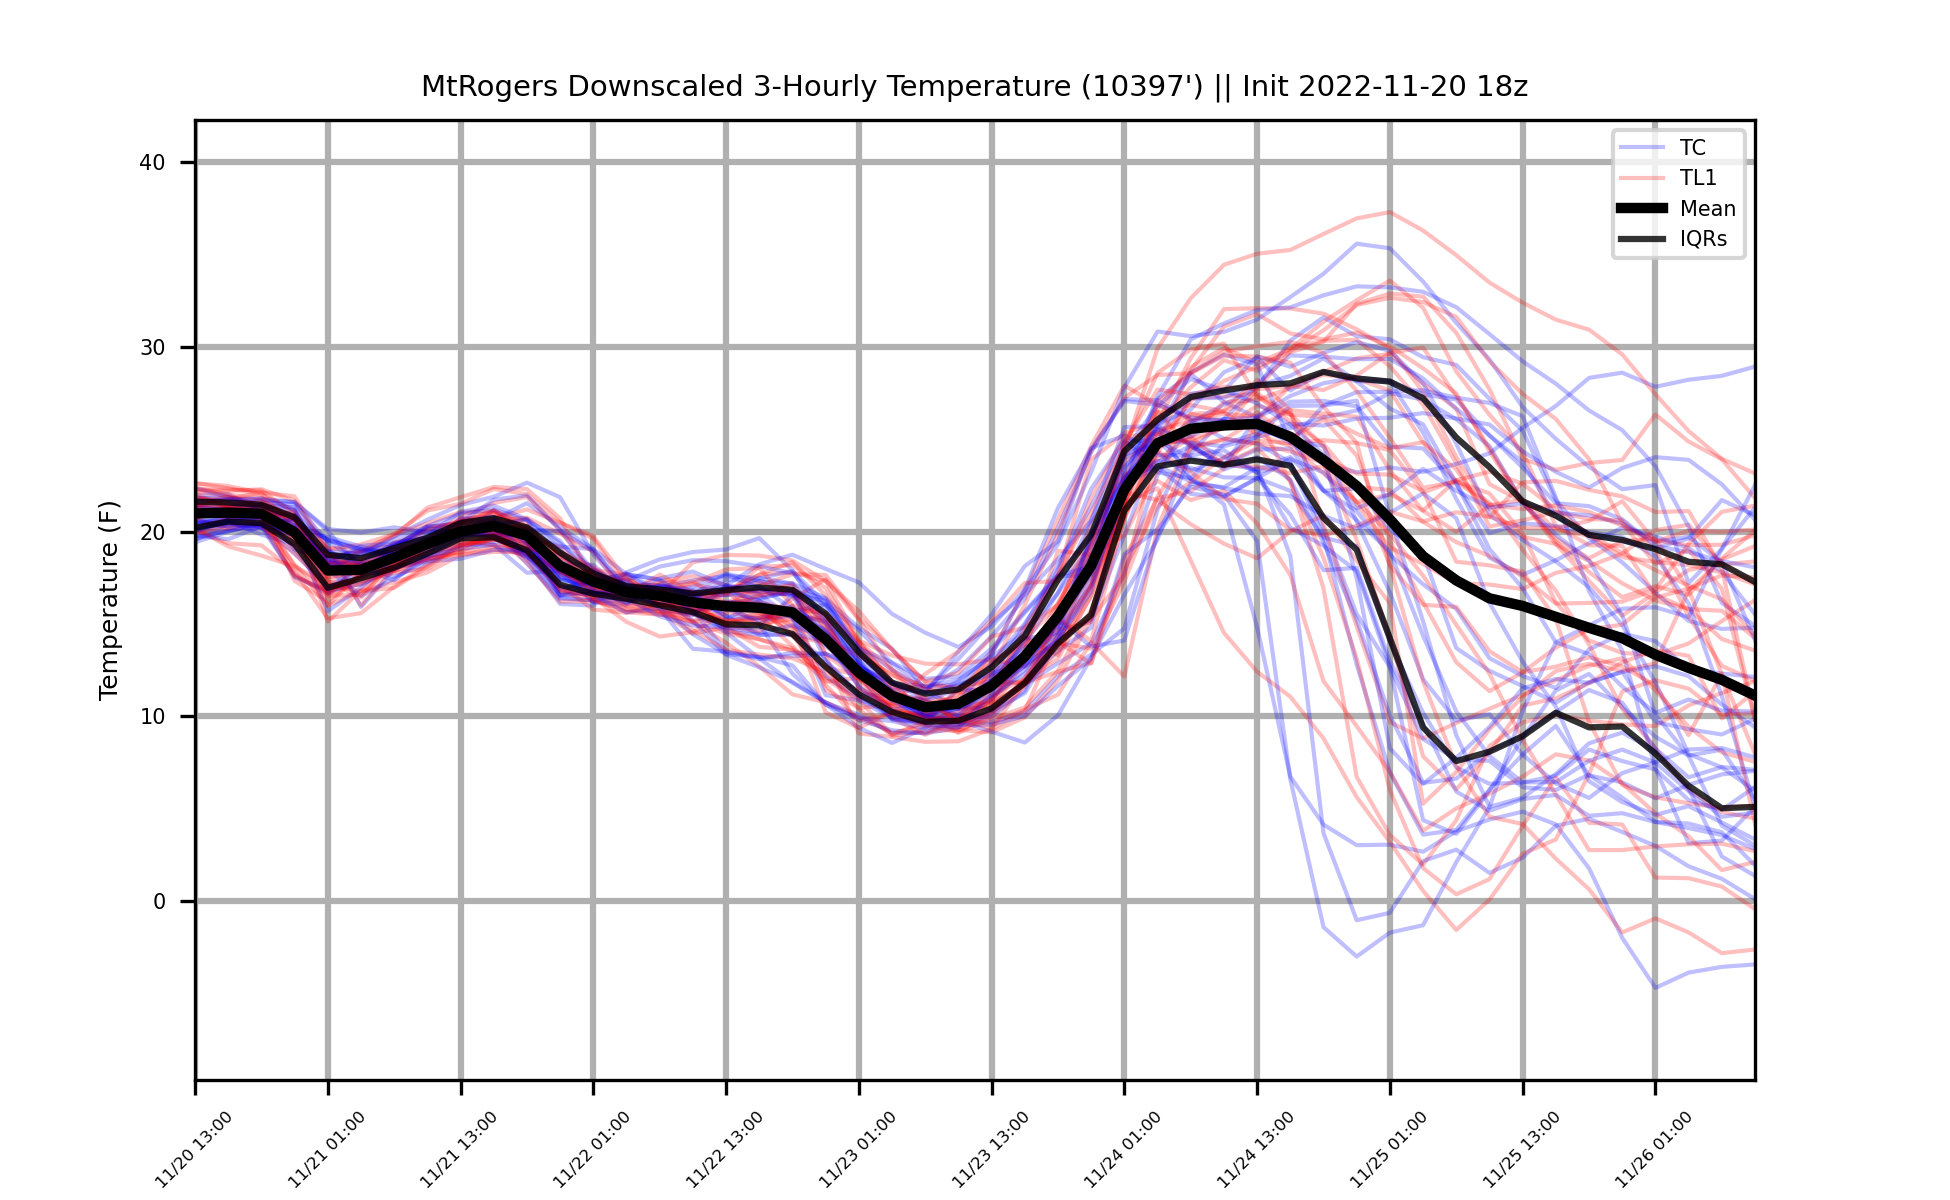 MtRogers Downscaled 3-Hourly Temperature (10397') || Init 2022-11-20 18z
TC
TL1
Mean
IQRs
Temperature (F)
40
30
20
10
0
11/20 13:00
11/21 01:00
11/21 13:00
11/22 01:00
11/22 13:00
11/23 01:00
11/23 13:00
11/24 01:00
11/24 13:00
11/25 01:00
11/25 13:00
11/26 01:00